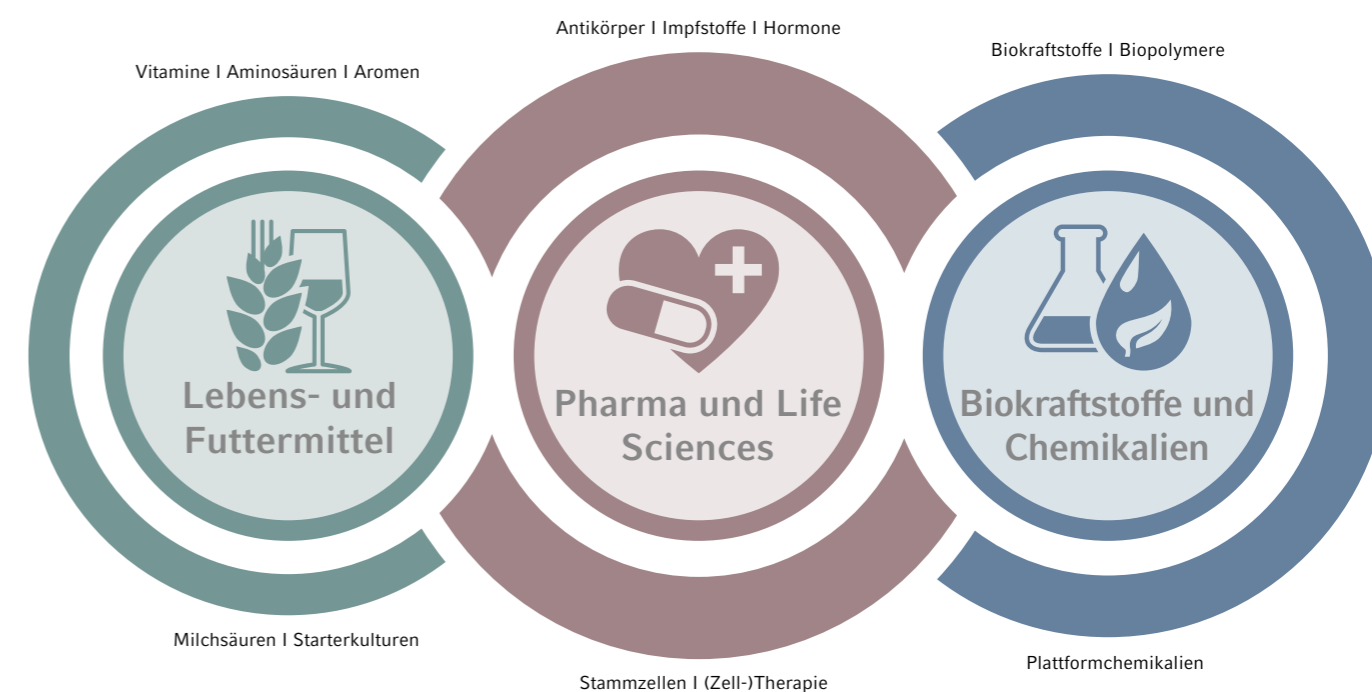 Antikörper I Impfstoffe I Hormone
Biokraftstoffe I Biopolymere
Vitamine I Aminosäuren I Aromen
Lebens- und
Futtermittel
Pharma und Life
Sciences
Biokraftstoffe und
Chemikalien
Milchsäuren I Starterkulturen
Plattformchemikalien
Stammzellen I (Zell-)Therapie